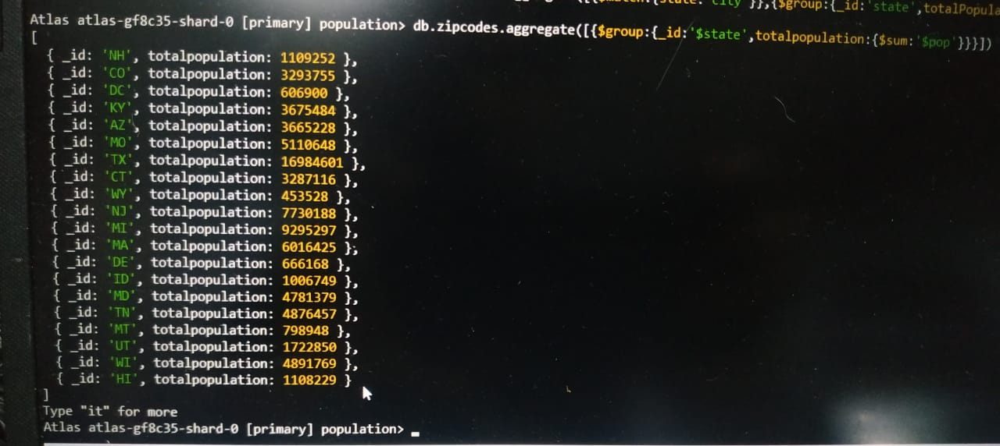 City'}},{$group:{_id:'state',totalPopula
Atlas atlas-gf8c35-shard-0 [primary] population> db.zipcodes.aggregate([{$group:{_id:'$state',totalpopulation:{$sum:'$pop'}}}])
[
{ _id: 'NH', totalpopulation: 1109252 },
{ _id: 'CO', totalpopulation: 3293755 },
{ _id: 'DC', totalpopulation: 606900 },
{ _id: 'KY', totalpopulation: 3675484 },
{ _id: 'AZ', totalpopulation: 3665228 },
{ _id: 'MO', totalpopulation: 5110648 },
{ _id: 'TX', totalpopulation: 16984601 },
{ _id: 'CT', totalpopulation: 3287116 },
{ _id: 'WY', totalpopulation: 453528 },
{ _id: 'NJ', totalpopulation: 7730188 },
{ _id: 'MI', totalpopulation: 9295297 },
{ _id: 'MA', totalpopulation: 6016425 },
{ _id: 'DE', totalpopulation: 666168 },
{ _id: 'ID', totalpopulation: 1006749 },
{ _id: 'MD', totalpopulation: 4781379 },
{ _id: 'TN', totalpopulation: 4876457 },
{ _id: 'MT', totalpopulation: 798948 },
{ _id: 'UT', totalpopulation: 1722850 },
{ _id: 'WI', totalpopulation: 4891769 },
{ _id: 'HI', totalpopulation: 1108229 }
]
Type "it" for more
Atlas atlas-gf8c35-shard-0 [primary] population>